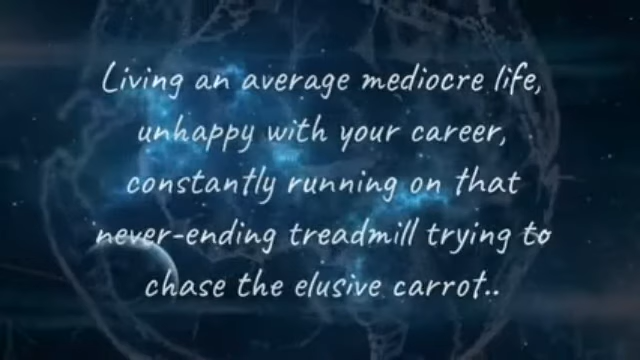 Living an average mediocre life,
unhappy with your career,
constantly running on that
never-ending treadmill trying to
chase the elusive carrot..